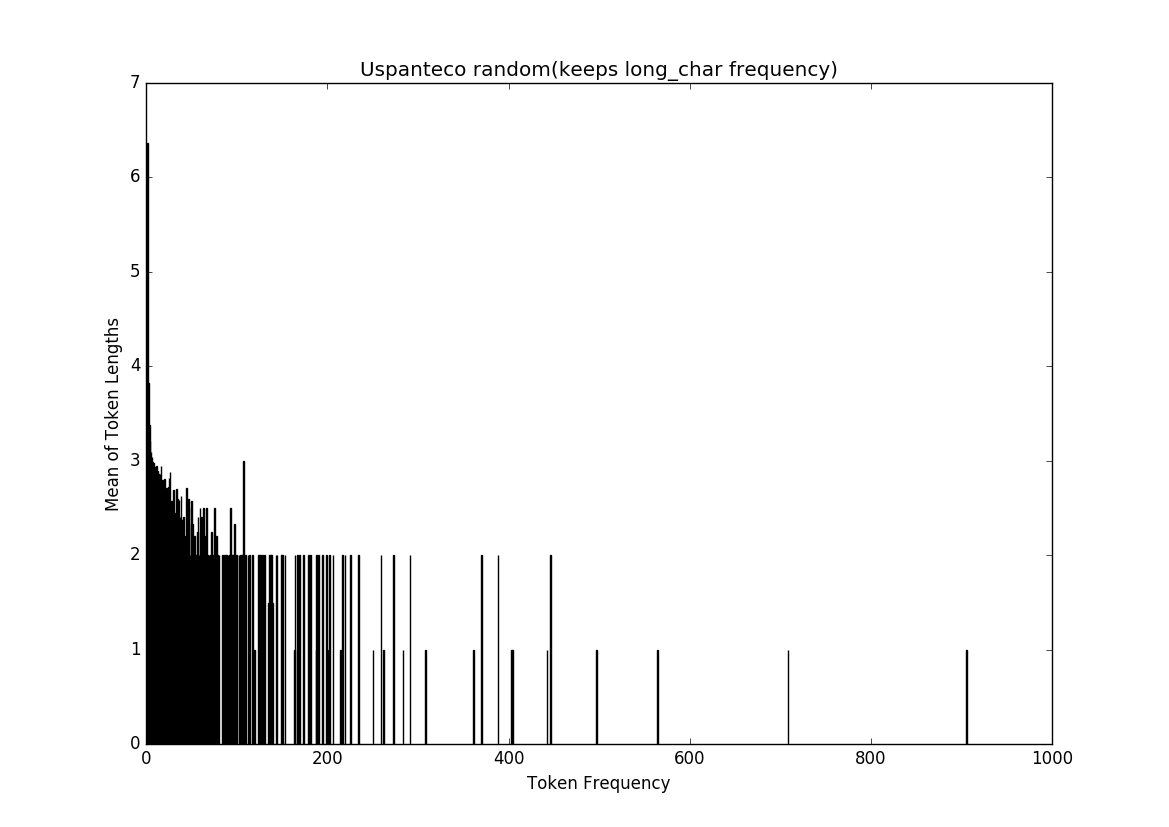 Uspanteco random(keeps long_char frequency)
7
6
5
4
3
2
1
0
Mean of Token Lengths
0 200 400 600 800 1000
Token Frequency